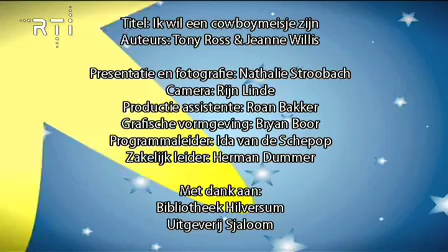 RTi
Titel: Ik wil een cowboymeisje zijn
Auteurs: Tony Ross & Jeanne Willis
Presentatie en fotografie: Nathalie Stroobach
Camera: Rijn Linde
Productie assistente: Roan Bakker
Grafische vormgeving: Bryan Boor
Programmaleider: Ida van de Schepop
Zakelijk leider: Herman Dummer
Met dank aan:
Bibliotheek Hilversum
Uitgeverij Sjaloom